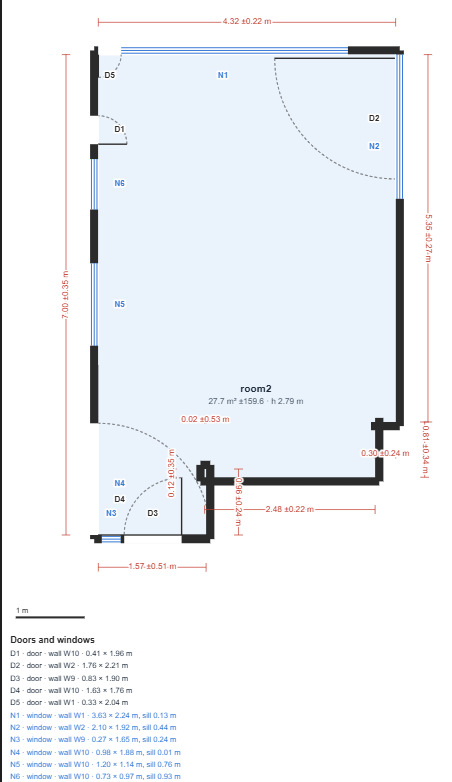 4.32 ±0.22 m
D5
N1
D1
D2
N2
N6
5.35 ±0.27 m
7.00 ±0.35 m
N5
room2
27.7 m² ±159.6 · h 2.79 m
0.02 ±0.53 m
0.81 ±0.34 m
0.30 ±0.24 m
0.12 ±0.35 m
N4
0.96 ±0.24 m
D4
N3
D3
2.48 ±0.22 m
1.57 ±0.51 m
1 m
Doors and windows
D1 · door · wall W10 · 0.41 × 1.96 m
D2 · door · wall W2 · 1.76 × 2.21 m
D3 · door · wall W9 · 0.83 × 1.90 m
D4 · door · wall W10 · 1.63 × 1.76 m
D5 · door · wall W1 · 0.33 × 2.04 m
N1 · window · wall W1 · 3.63 × 2.24 m, sill 0.13 m
N2 · window · wall W2 · 2.10 × 1.92 m, sill 0.44 m
N3 · window · wall W9 · 0.27 × 1.65 m, sill 0.24 m
N4 · window · wall W10 · 0.98 × 1.88 m, sill 0.01 m
N5 · window · wall W10 · 1.20 × 1.14 m, sill 0.76 m
N6 · window · wall W10 · 0.73 × 0.97 m, sill 0.93 m